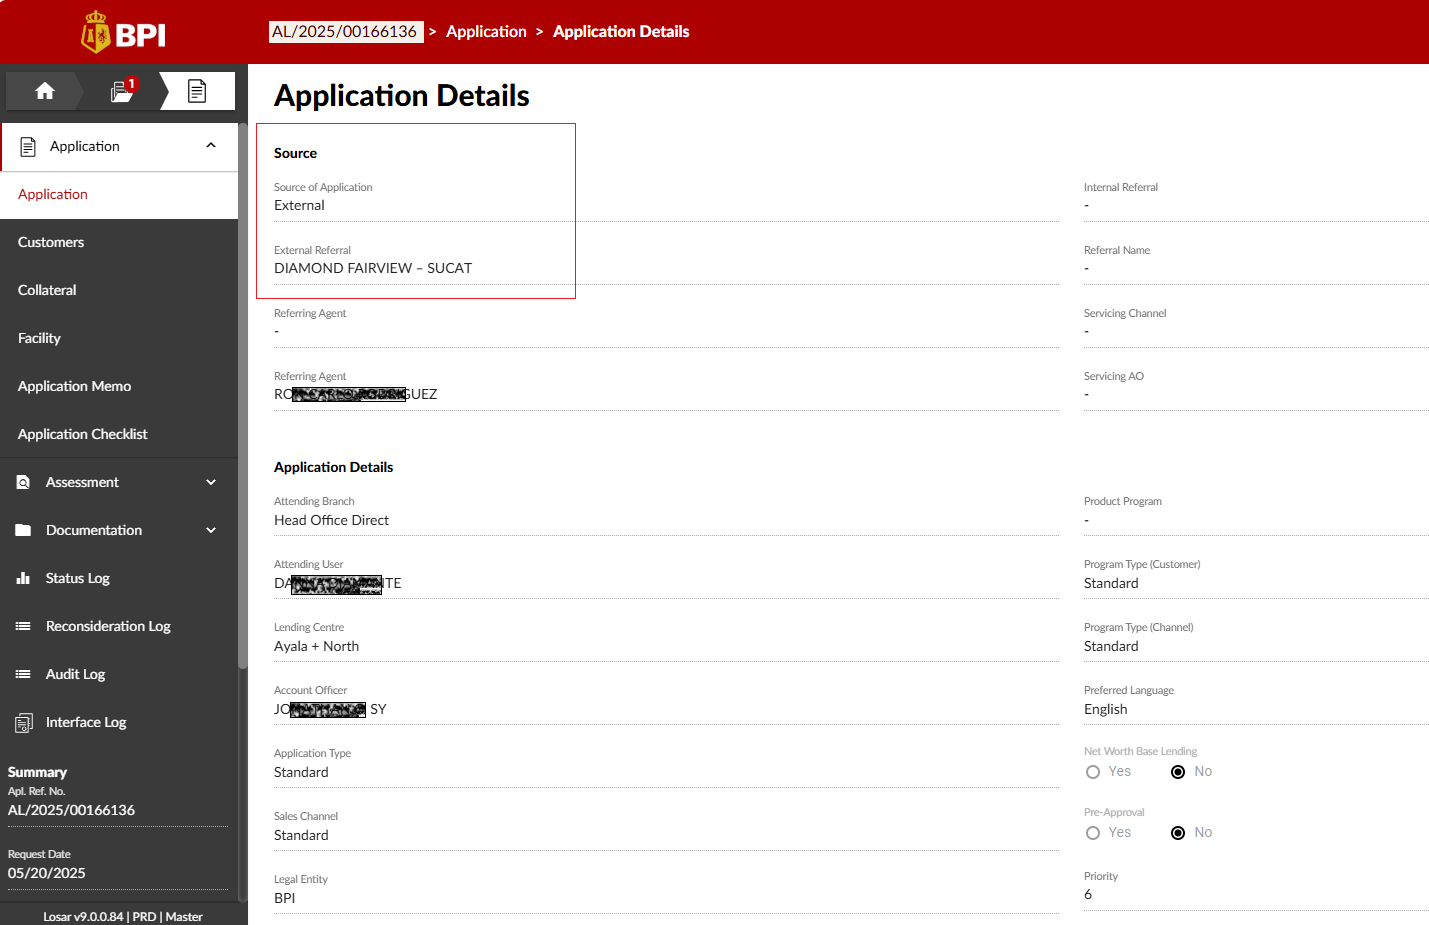 BPI
AL/2025/00166136 > Application > Application Details
1
Application
Application
Customers
Collateral
Facility
Application Memo
Application Checklist
Assessment
Documentation
Status Log
Reconsideration Log
Audit Log
Interface Log
Summary
Apl. Ref. No.
AL/2025/00166136
Request Date
05/20/2025
Losar v9.0.0.84 | PRD | Master
Application Details
Source
Source of Application
External
Internal Referral
-
External Referral
DIAMOND FAIRVIEW – SUCAT
Referral Name
-
Referring Agent
-
Servicing Channel
-
Referring Agent
GUEZ
Servicing AO
-
Application Details
Attending Branch
Head Office Direct
Product Program
-
Attending User
Program Type (Customer)
Standard
Lending Centre
Ayala + North
Program Type (Channel)
Standard
Account Officer
SY
Preferred Language
English
Application Type
Standard
Net Worth Base Lending
Yes No
Sales Channel
Standard
Pre-Approval
Yes No
Legal Entity
BPI
Priority
6